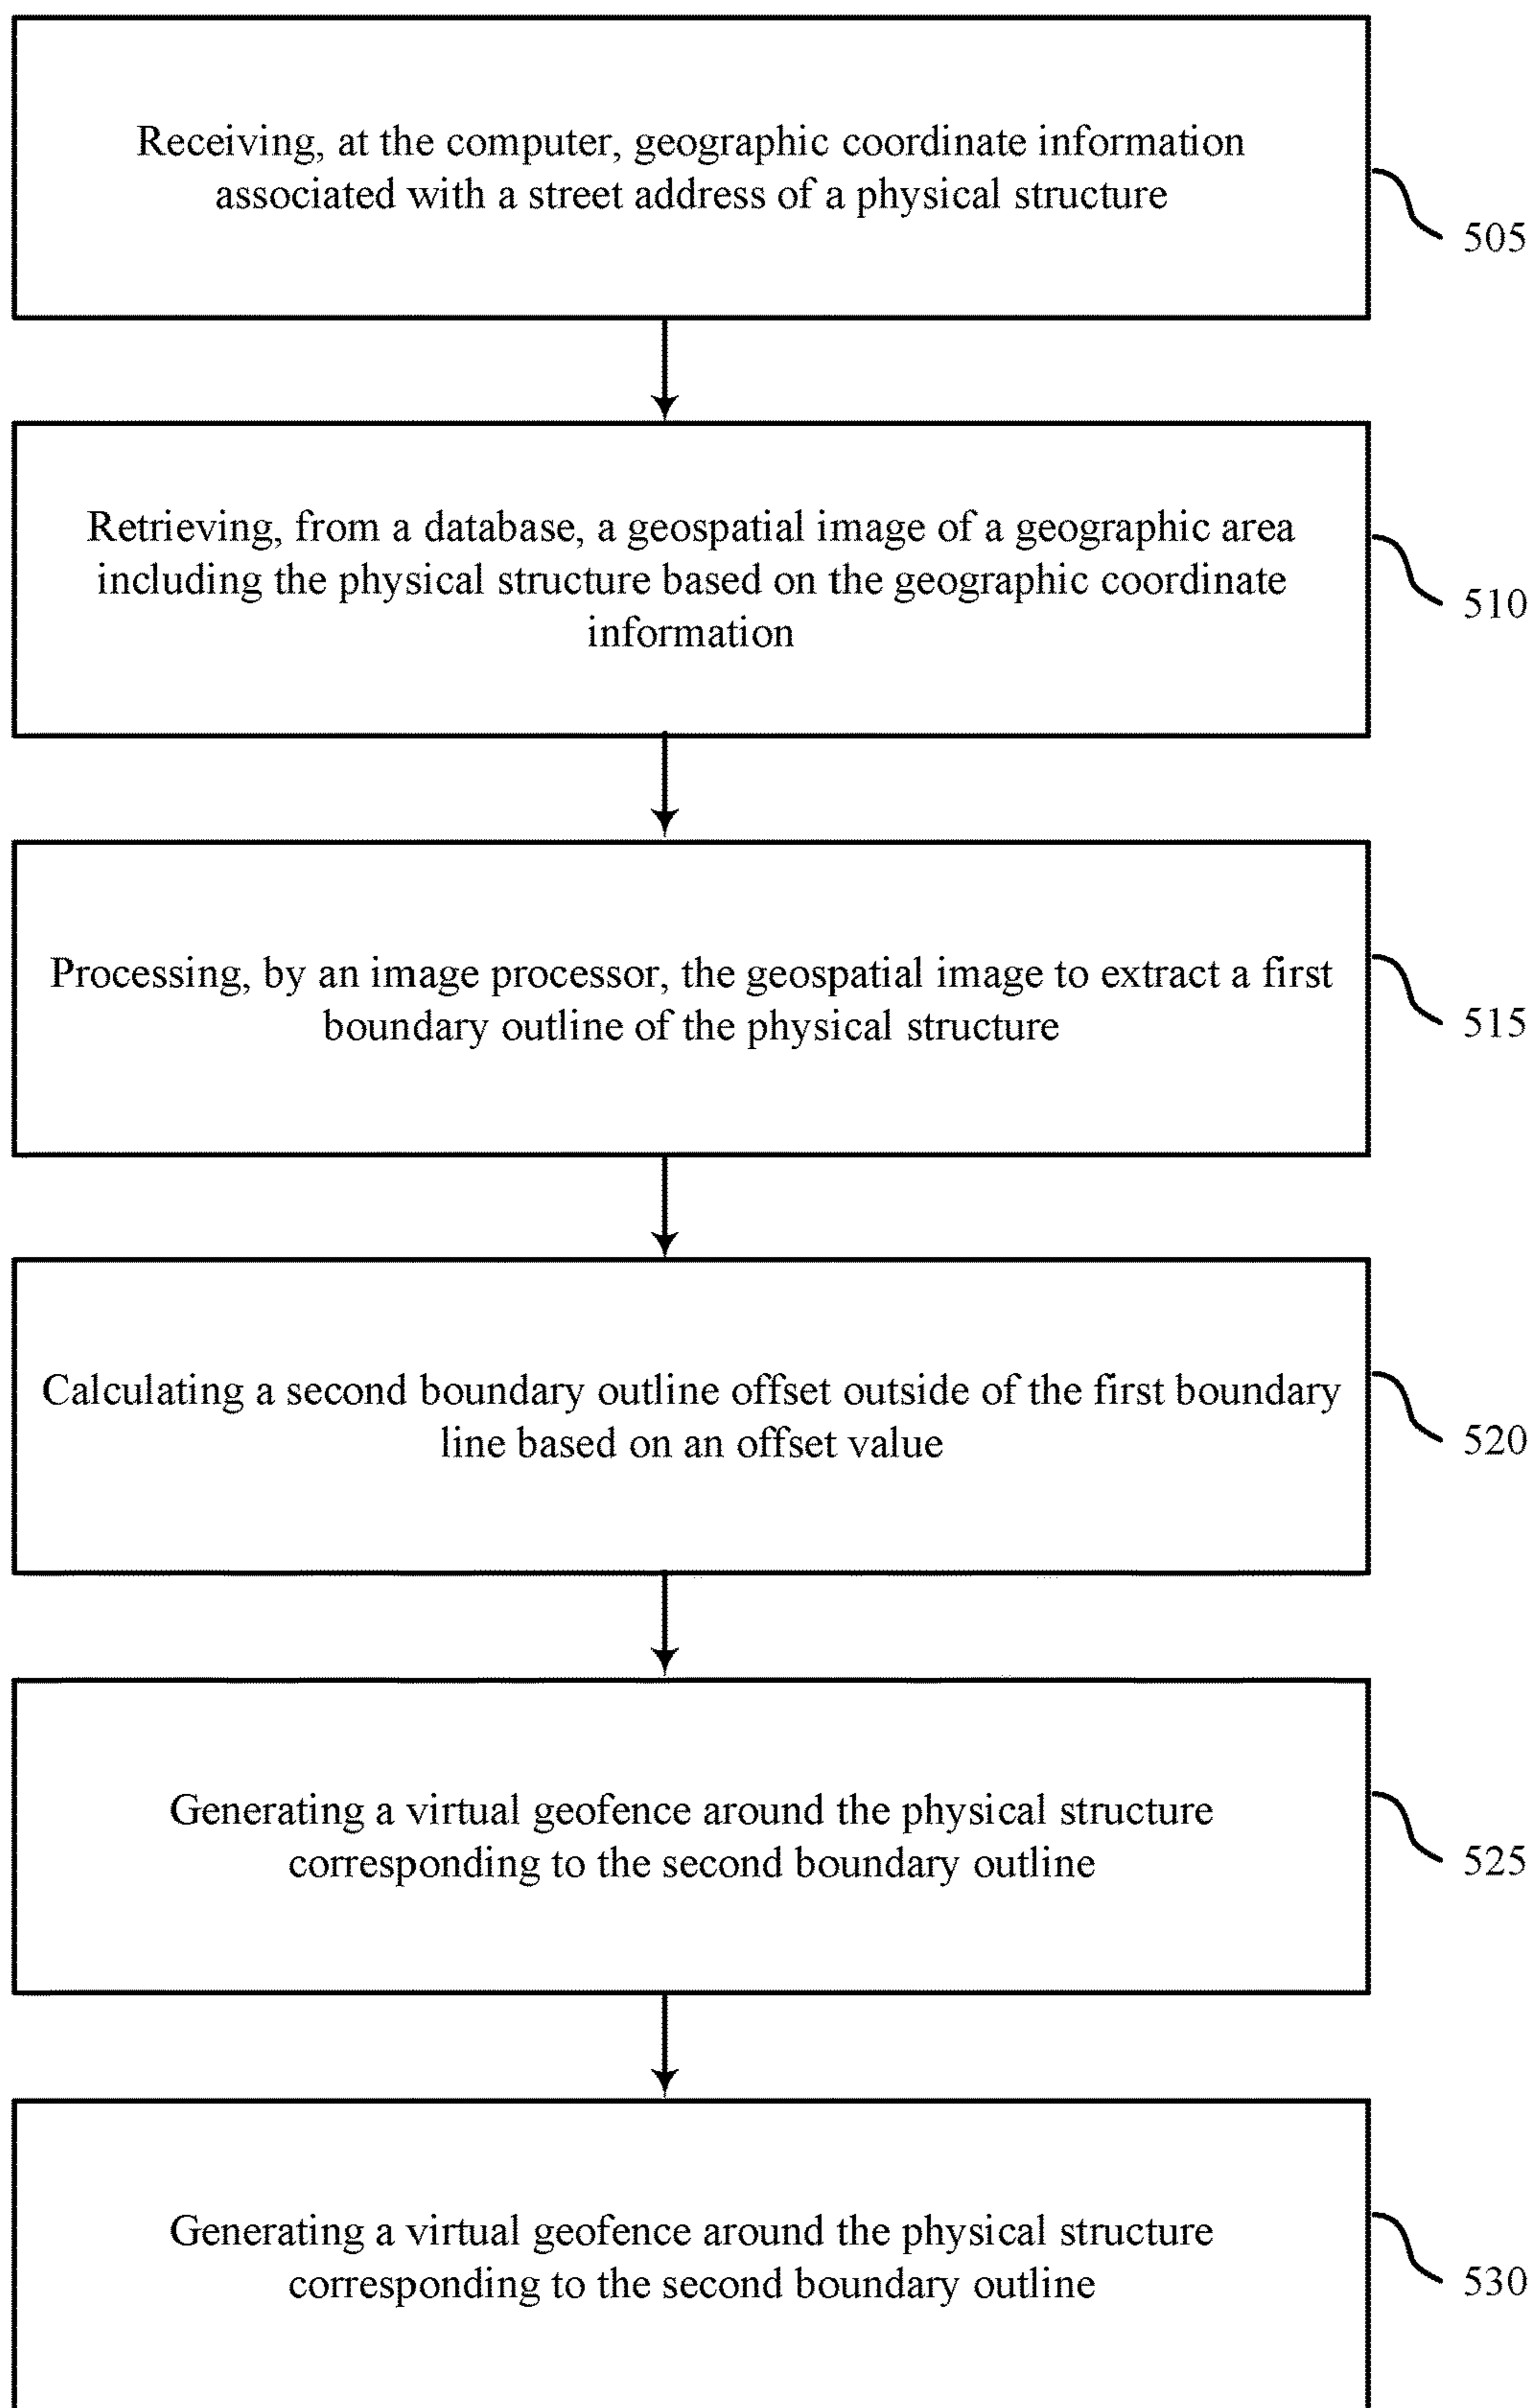 Receiving, at the computer, geographic coordinate information
associated with a street address of a physical structure
505
Retrieving, from a database, a geospatial image of a geographic area
including the physical structure based on the geographic coordinate
information
510
Processing, by an image processor, the geospatial image to extract a first
boundary outline of the physical structure
515
Calculating a second boundary outline offset outside of the first boundary
line based on an offset value
520
Generating a virtual geofence around the physical structure
corresponding to the second boundary outline
525
Generating a virtual geofence around the physical structure
corresponding to the second boundary outline
530